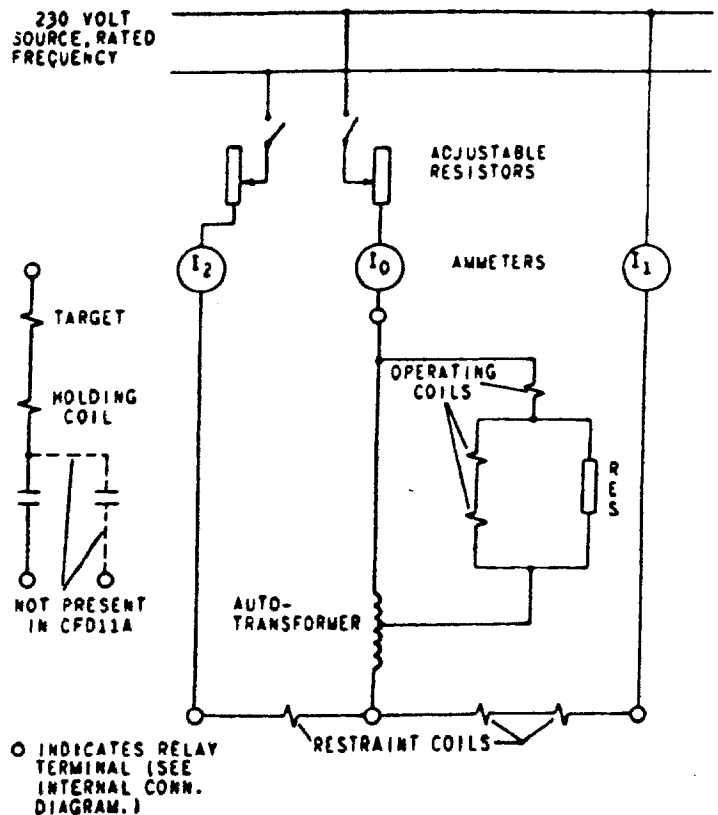 230 VOLT
SOURCE, RATED
FREQUENCY
ADJUSTABLE
RESISTORS
I2
I0
AMMETERS
I1
TARGET
OPERATING
COILS
HOLDING
COIL
RES
NOT PRESENT
IN CFD11A
AUTO-
TRANSFORMER
RESTRAINT COILS
O INDICATES RELAY
TERMINAL (SEE
INTERNAL CONN.
DIAGRAM.)